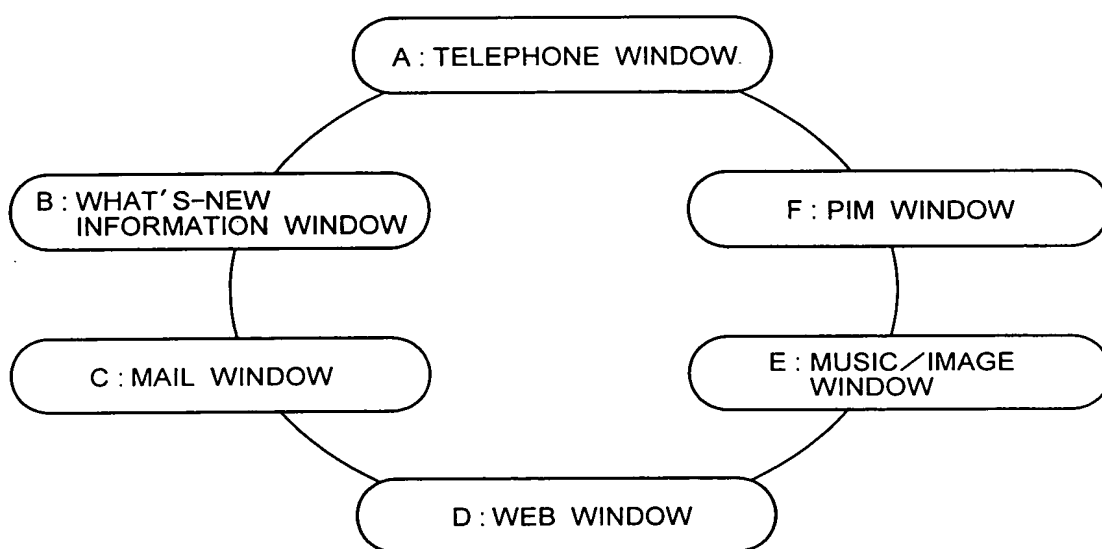 A : TELEPHONE WINDOW
B : WHAT'S-NEW
INFORMATION WINDOW
F : PIM WINDOW
C : MAIL WINDOW
E : MUSIC/IMAGE
WINDOW
D : WEB WINDOW